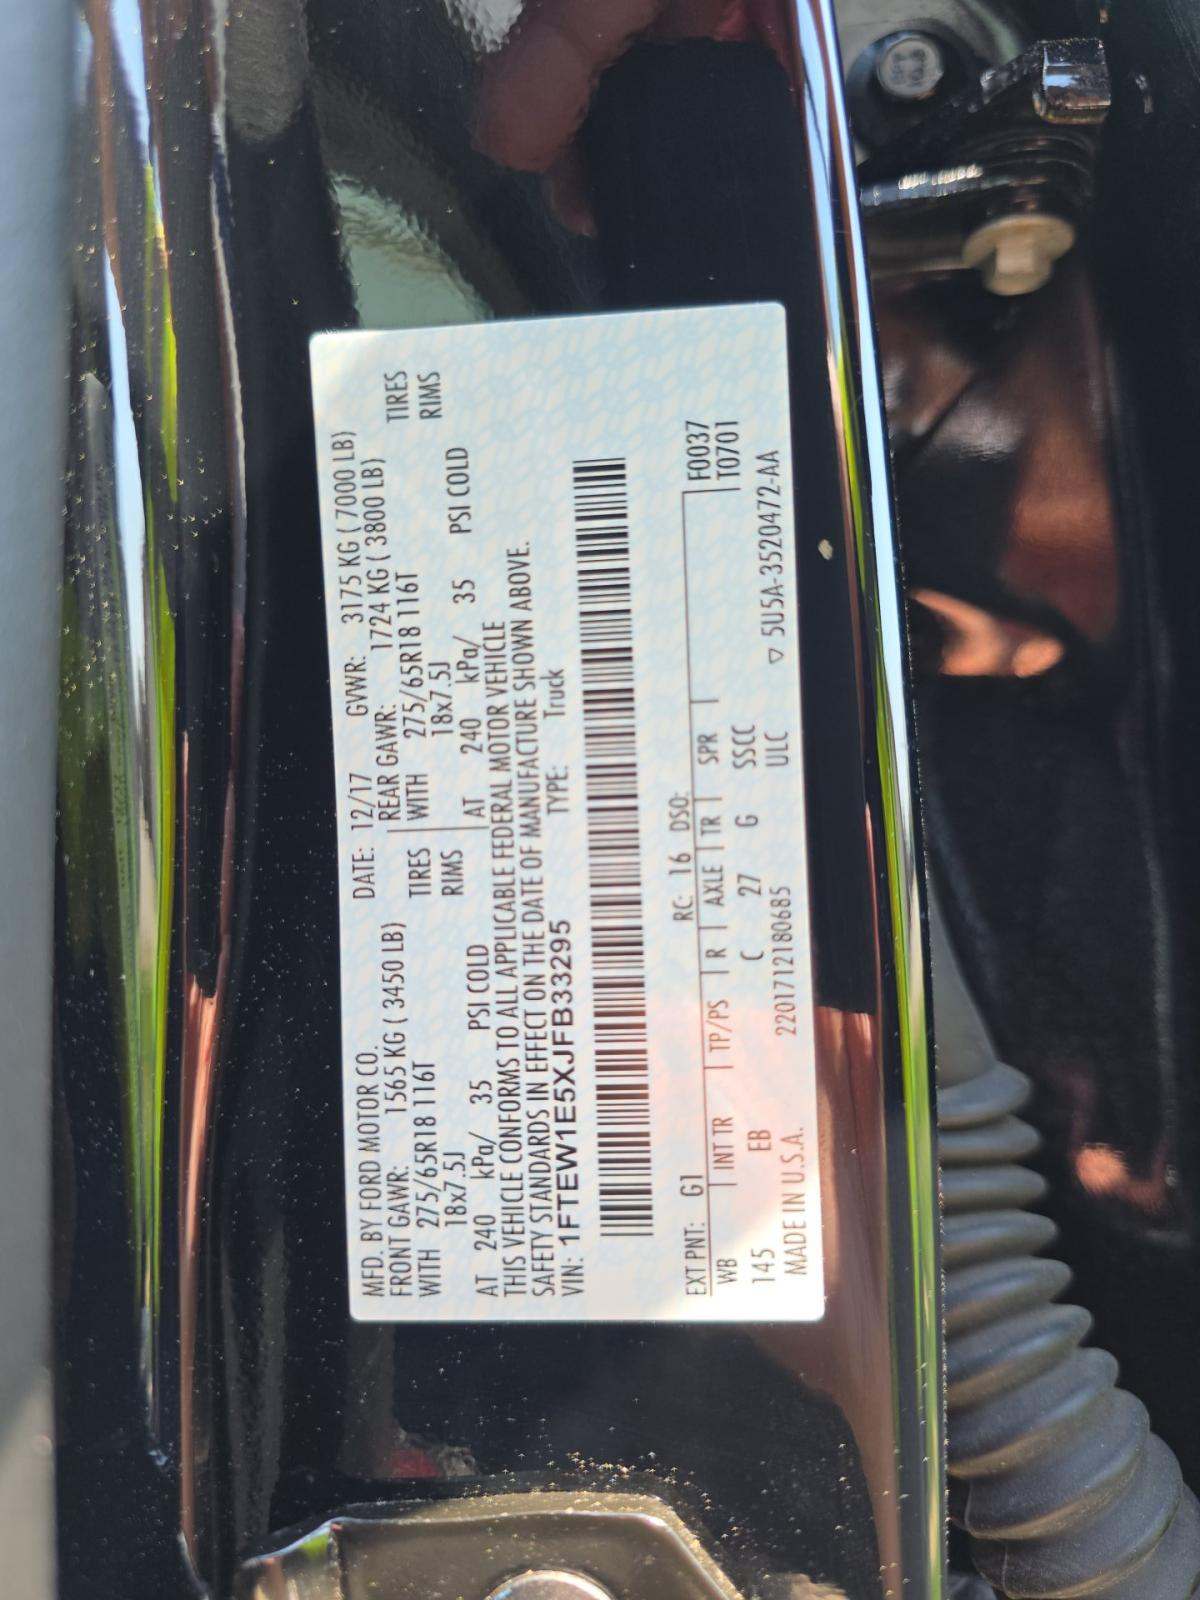 MFD. BY FORD MOTOR CO. DATE: 12/17 GVWR: 3175 KG ( 7000 LB)
FRONT GAWR: 1565 KG ( 3450 LB) REAR GAWR: 1724 KG ( 3800 LB)
WITH 275/65R18 116T TIRES WITH 275/65R18 116T TIRES
18x7.5J RIMS 18x7.5J RIMS
AT 240 kPa/ 35 PSI COLD AT 240 kPa/ 35 PSI COLD
THIS VEHICLE CONFORMS TO ALL APPLICABLE FEDERAL MOTOR VEHICLE
SAFETY STANDARDS IN EFFECT ON THE DATE OF MANUFACTURE SHOWN ABOVE.
VIN: 1FTEW1E5XJFB33295 TYPE: Truck
EXT PNT: G1 RC: 16 DSO: F0037
WB INT TR TP/PS R AXLE TR SPR T0701
145 EB C 27 G SSCC
MADE IN U.S.A. 2201712180685 ULC ▽ 5U5A-3520472-AA